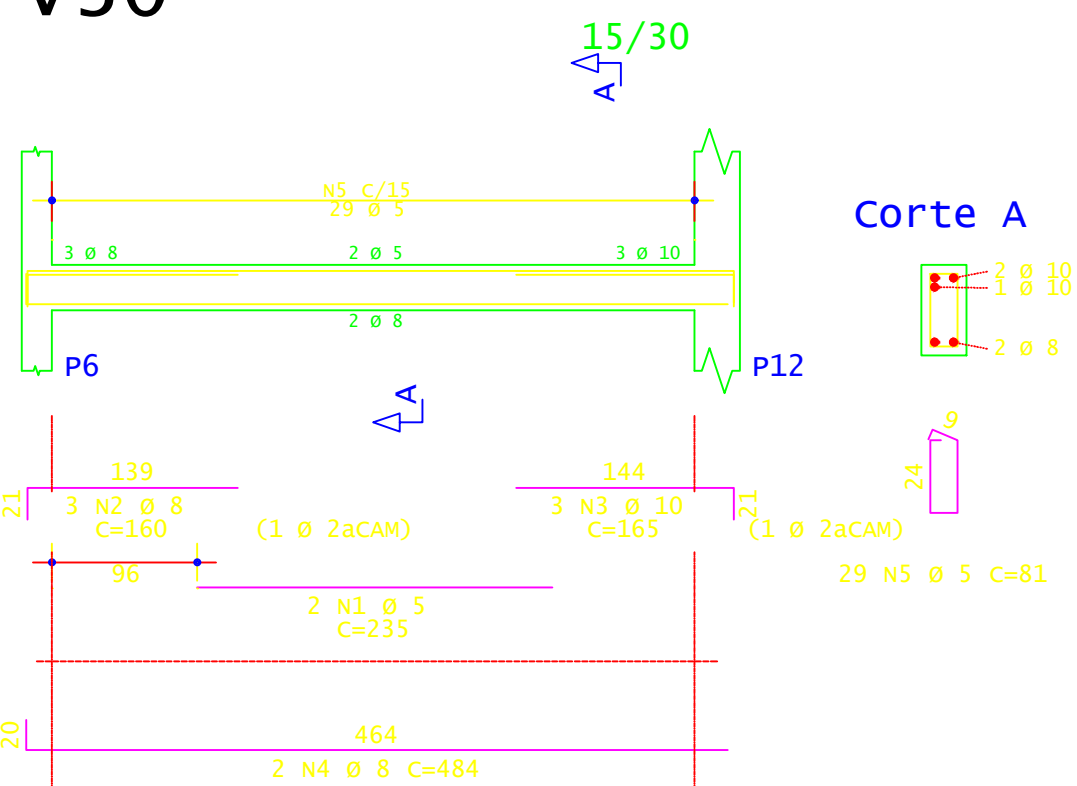 15/30
A
N5 C/15
29 Ø 5
Corte A
3 Ø 8
2 Ø 5
3 Ø 10
2 Ø 10
1 Ø 10
2 Ø 8
2 Ø 8
P6
P12
A
9
139
144
24
21
3 N2 Ø 8
3 N3 Ø 10
21
C=160
(1 Ø 2aCAM)
C=165
(1 Ø 2aCAM)
96
29 N5 Ø 5 C=81
2 N1 Ø 5
C=235
20
464
2 N4 Ø 8 C=484